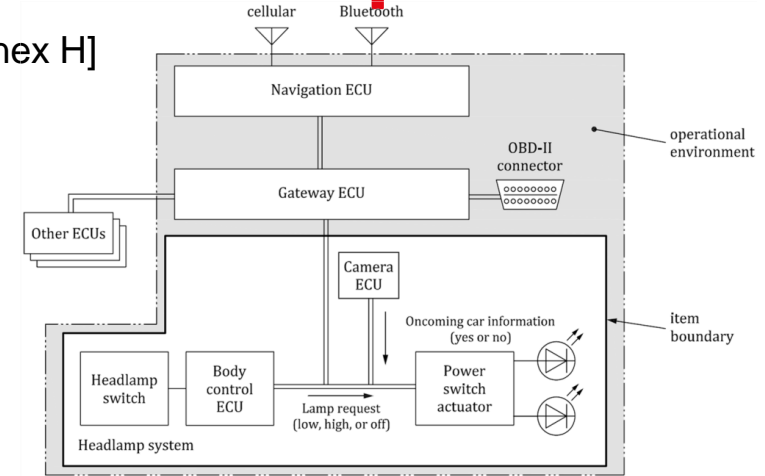 cellular
Bluetooth
nex H]
Navigation ECU
operational
environment
OBD-II
connector
Gateway ECU
Other ECUs
Camera
ECU
Oncoming car information
(yes or no)
item
boundary
Headlamp
switch
Body
control
ECU
Power
switch
actuator
Lamp request
(low, high, or off)
Headlamp system